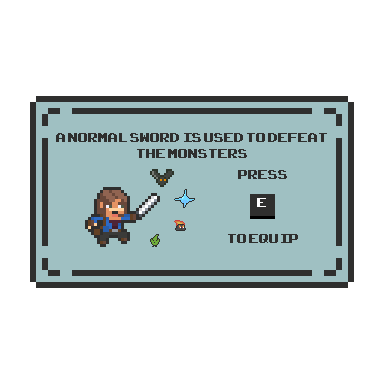 A NORMAL SWORD IS USED TO DEFEAT
THE MONSTERS
PRESS
E
TO EQUIP